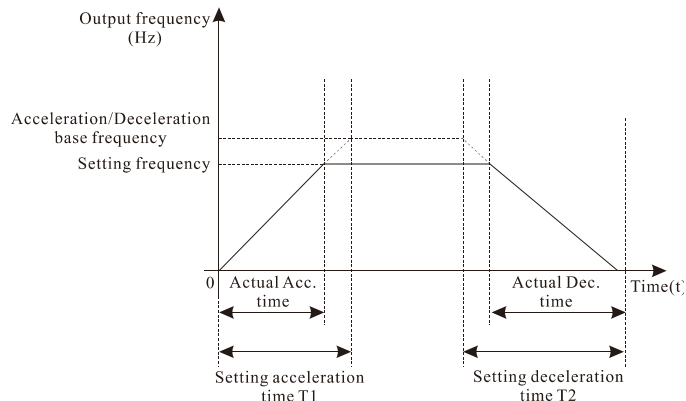 Output frequency
(Hz)
Acceleration/Deceleration
base frequency
Setting frequency
0
Actual Acc.
time
Actual Dec.
time
Time(t)
Setting acceleration
time T1
Setting deceleration
time T2